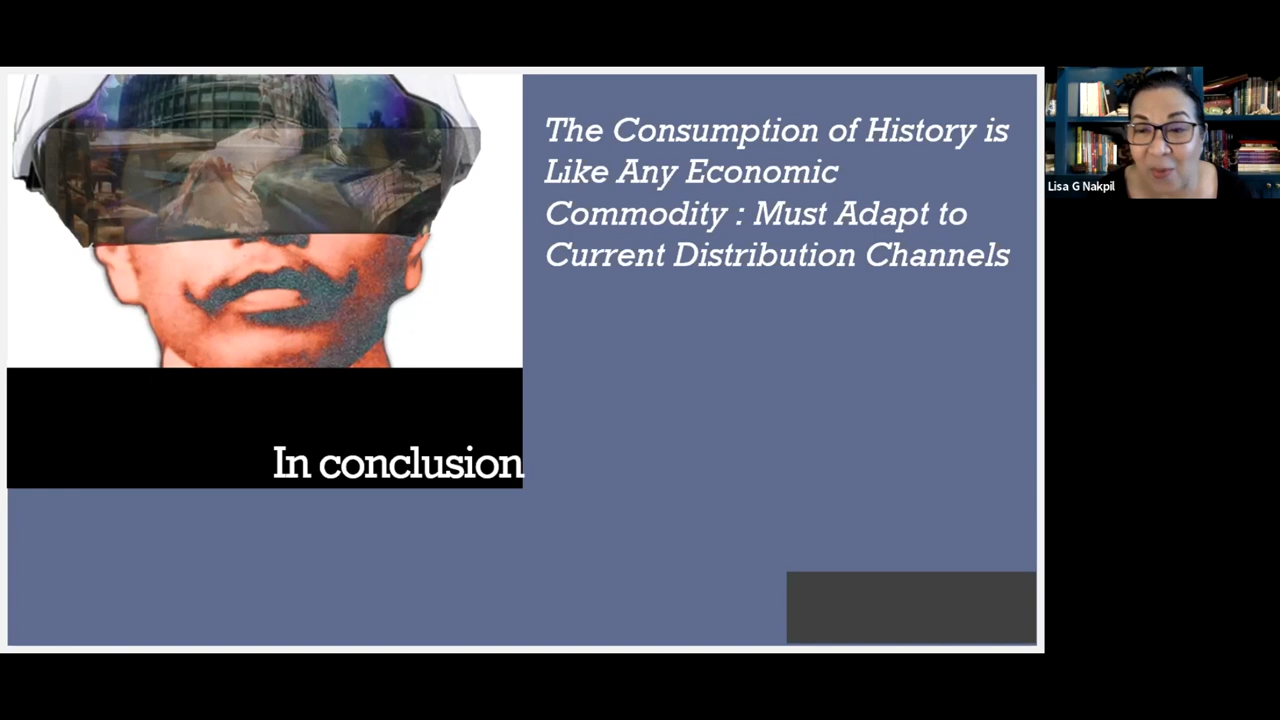 The Consumption of History is
Like Any Economic
Commodity : Must Adapt to
Current Distribution Channels
In conclusion
Lisa G Nakpil